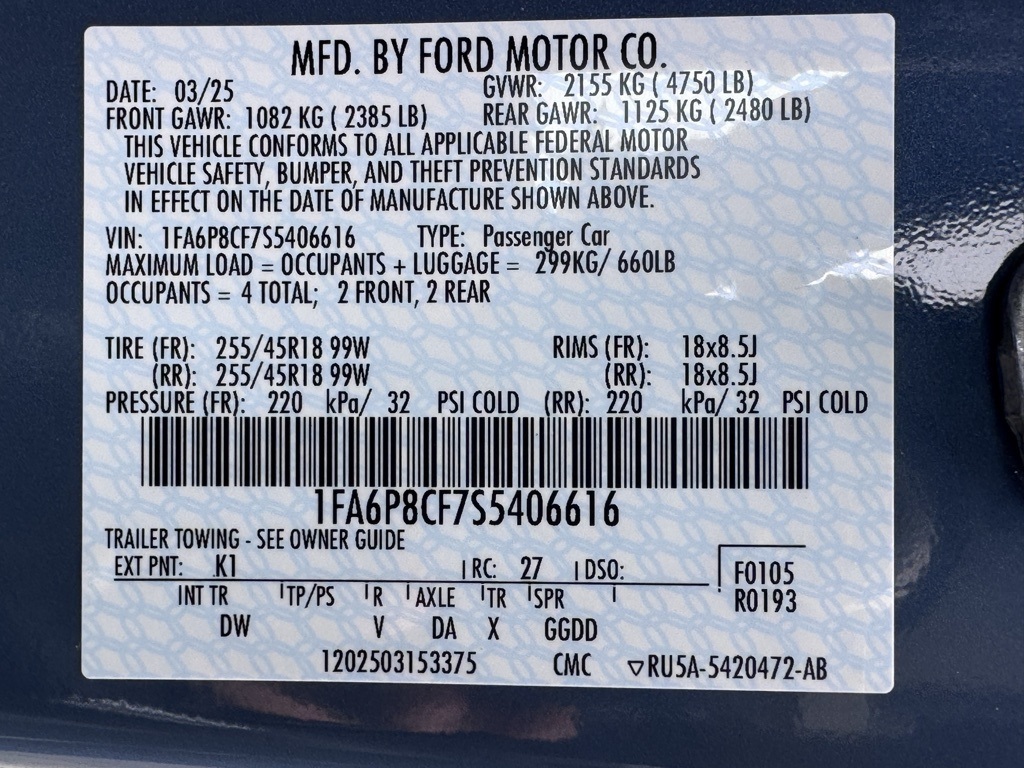 MFD. BY FORD MOTOR CO.
DATE: 03/25 GVWR: 2155 KG ( 4750 LB)
FRONT GAWR: 1082 KG ( 2385 LB) REAR GAWR: 1125 KG ( 2480 LB)
THIS VEHICLE CONFORMS TO ALL APPLICABLE FEDERAL MOTOR
VEHICLE SAFETY, BUMPER, AND THEFT PREVENTION STANDARDS
IN EFFECT ON THE DATE OF MANUFACTURE SHOWN ABOVE.
VIN: 1FA6P8CF7S5406616 TYPE: Passenger Car
MAXIMUM LOAD = OCCUPANTS + LUGGAGE = 299KG/ 660LB
OCCUPANTS = 4 TOTAL; 2 FRONT, 2 REAR
TIRE (FR): 255/45R18 99W RIMS (FR): 18x8.5J
(RR): 255/45R18 99W (RR): 18x8.5J
PRESSURE (FR): 220 kPa/ 32 PSI COLD (RR): 220 kPa/ 32 PSI COLD
1FA6P8CF7S5406616
TRAILER TOWING - SEE OWNER GUIDE
EXT PNT: K1 RC: 27 DSO: F0105
INT TR TP/PS R AXLE TR SPR R0193
DW V DA X GGDD
1202503153375 CMC ▽RU5A-5420472-AB